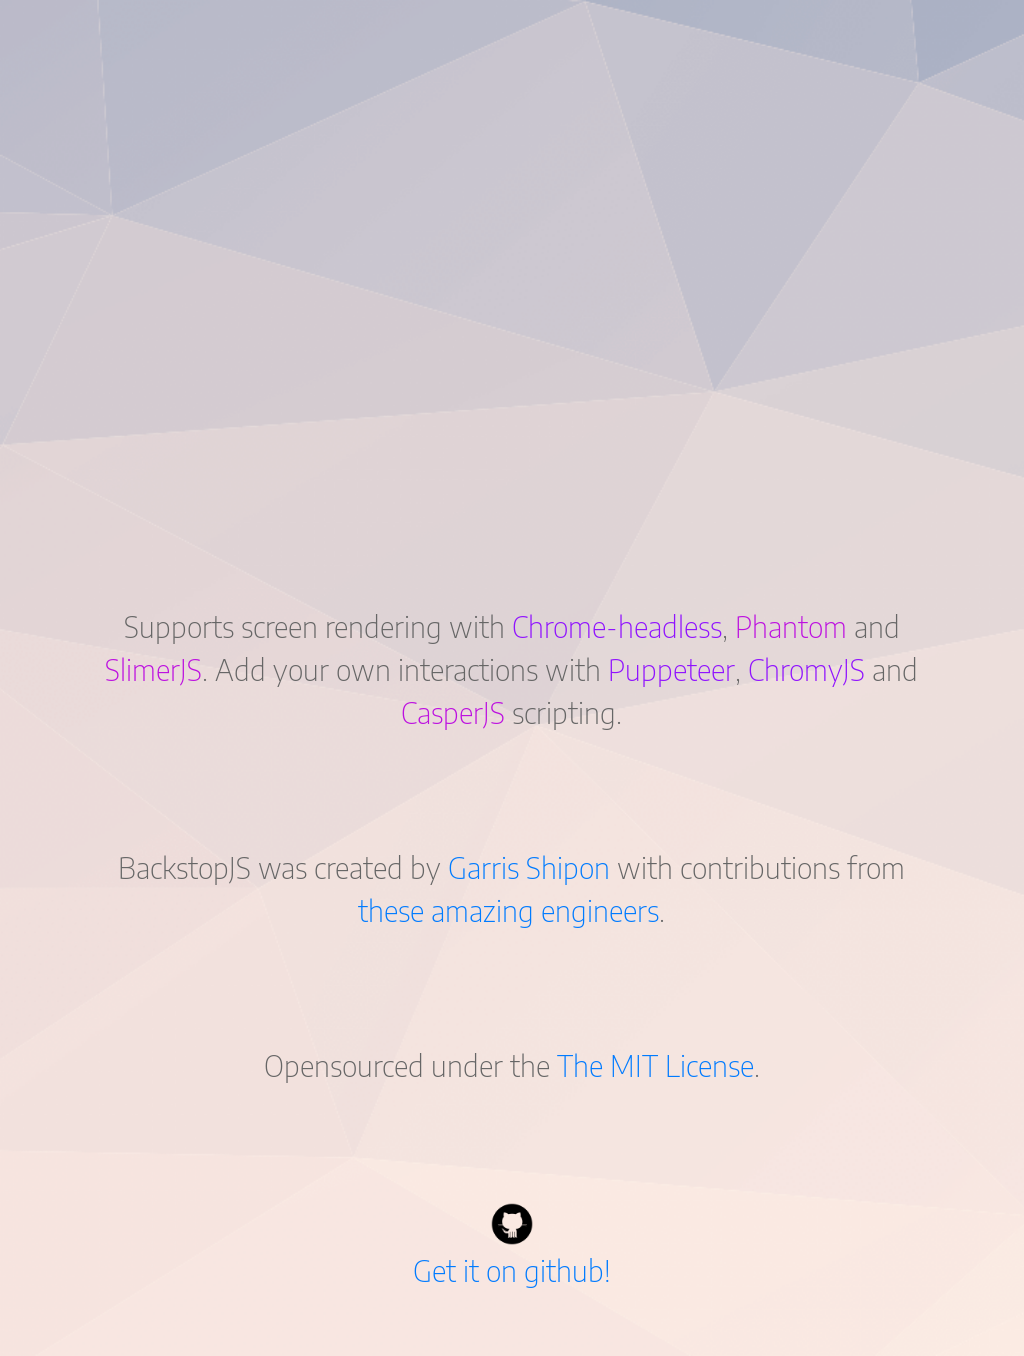 Supports screen rendering with Chrome-headless, Phantom and
SlimerJS. Add your own interactions with Puppeteer, ChromyJS and
CasperJS scripting.
BackstopJS was created by Garris Shipon with contributions from
these amazing engineers.
Opensourced under the The MIT License.
Get it on github!